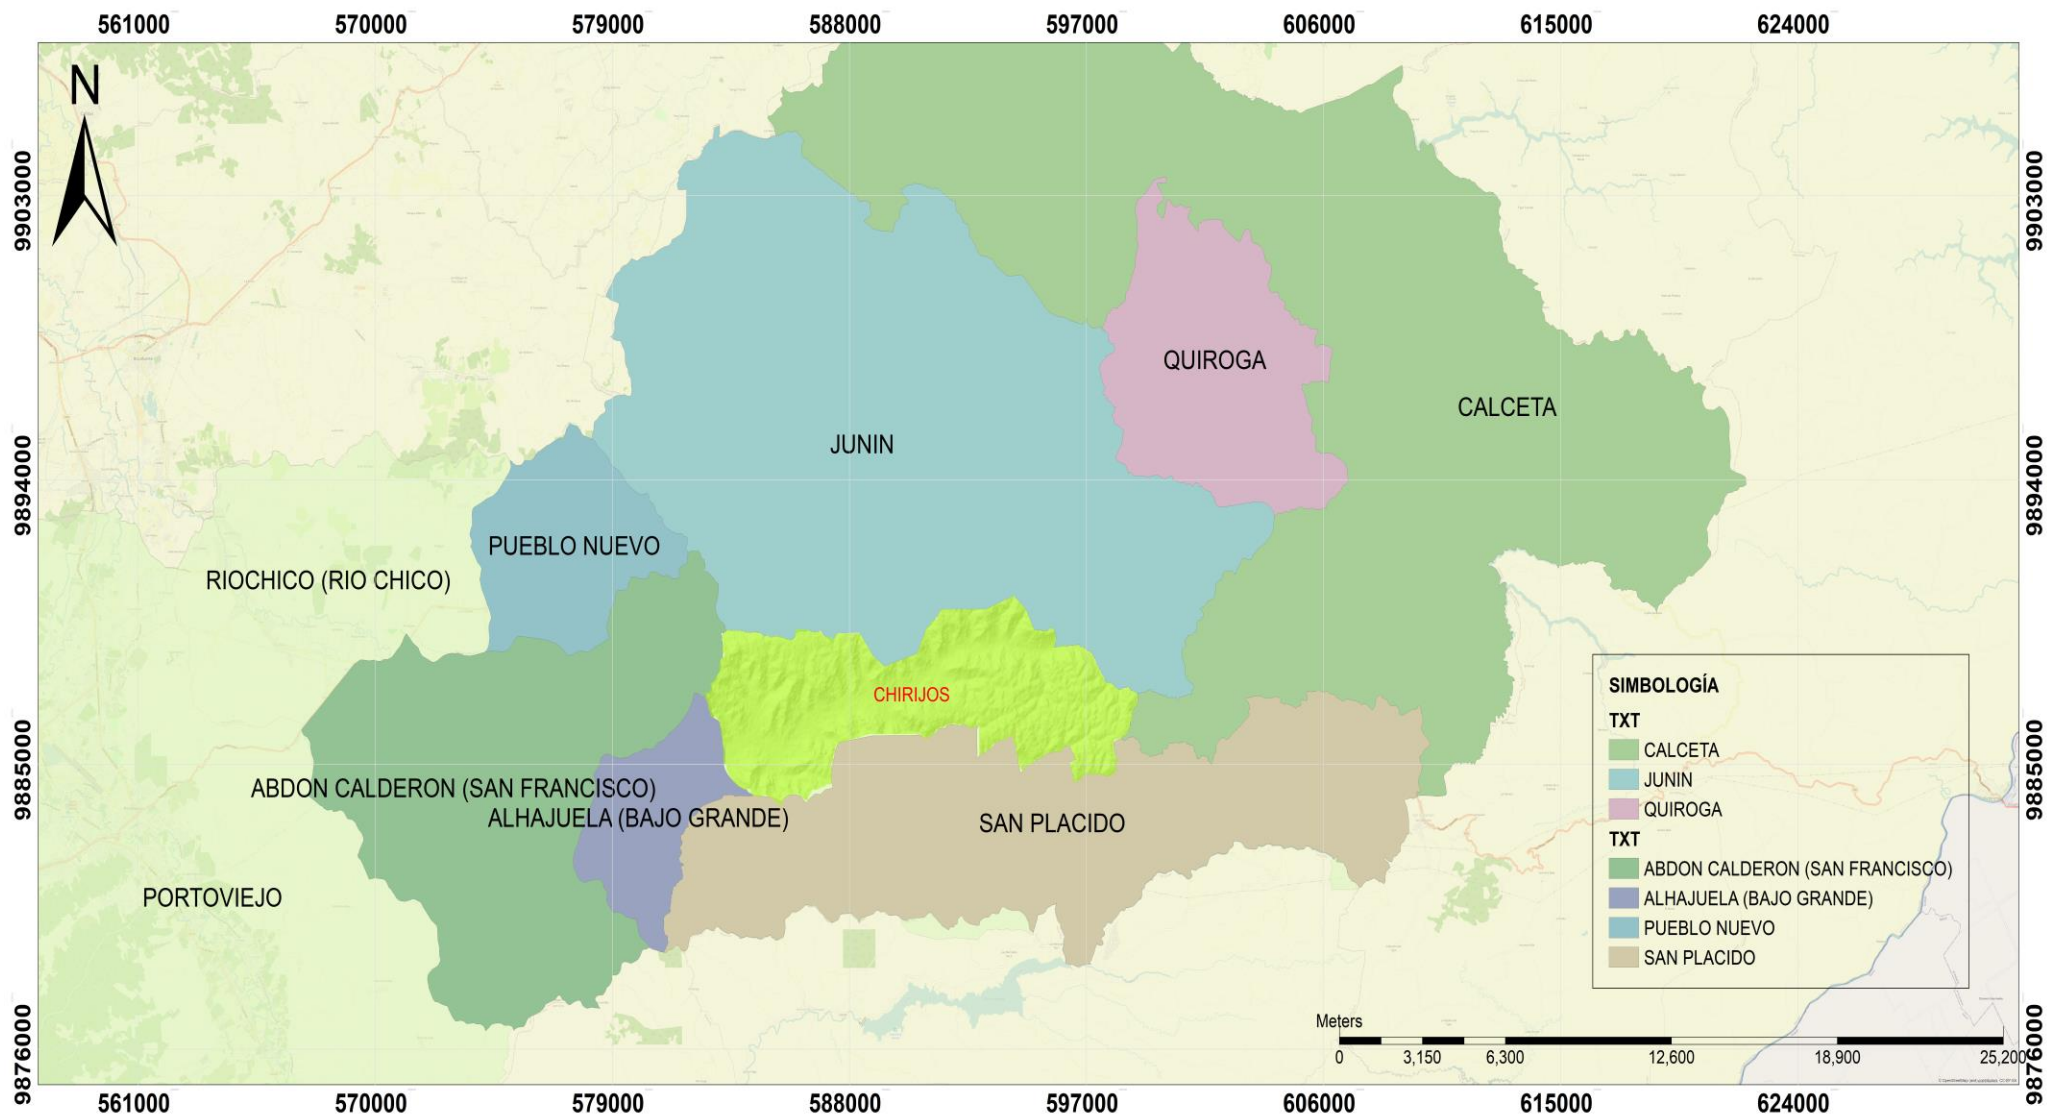 561000 570000 579000 588000 597000 606000 615000 624000
N
9903000 9903000
QUIROGA
CALCETA
JUNIN
9894000 9894000
PUEBLO NUEVO
RIOCHICO (RIO CHICO)
CHIRIJOS
SIMBOLOGÍA
TXT
CALCETA
JUNIN
QUIROGA
TXT
ABDON CALDERON (SAN FRANCISCO)
ALHAJUELA (BAJO GRANDE)
PUEBLO NUEVO
SAN PLACIDO
9885000 9885000
ABDON CALDERON (SAN FRANCISCO)
ALHAJUELA (BAJO GRANDE)
SAN PLACIDO
PORTOVIEJO
Meters
0 3,150 6,300 12,600 18,900 25,200
9876000 9876000
561000 570000 579000 588000 597000 606000 615000 624000